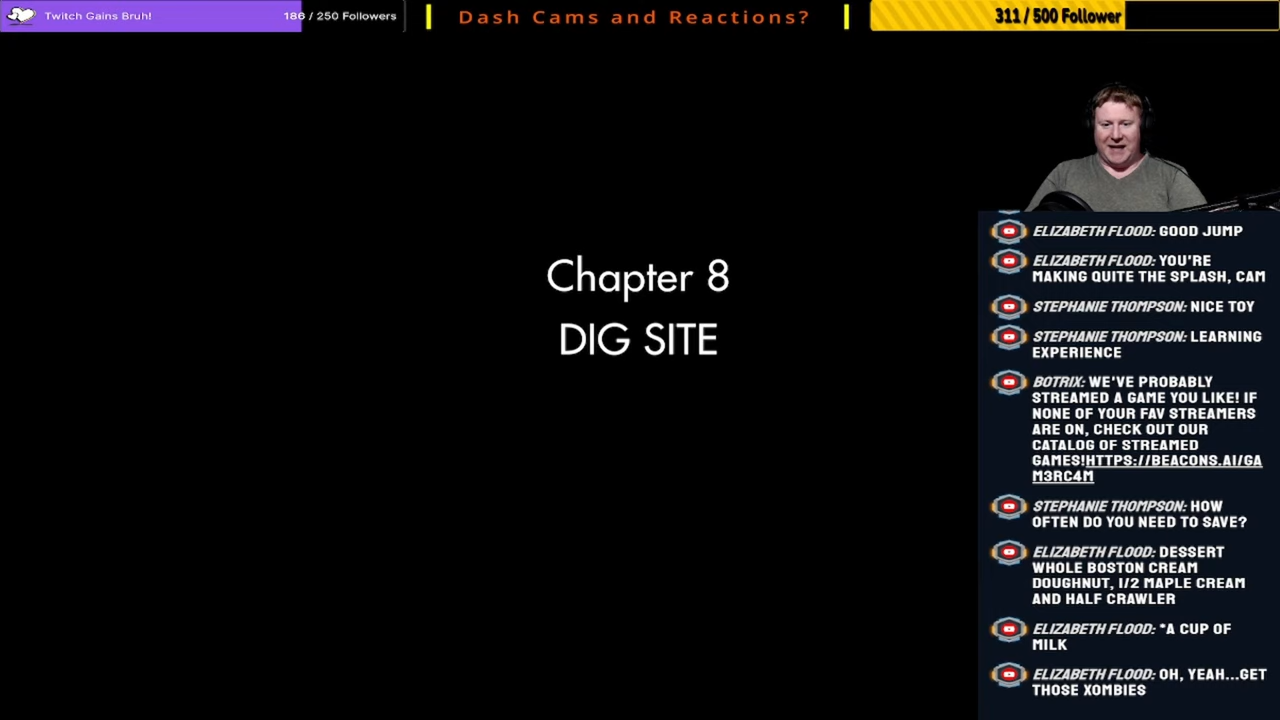 Twitch Gains Bruh!
186 / 250 Followers
Dash Cams and Reactions?
311 / 500 Follower
Chapter 8
DIG SITE
ELIZABETH FLOOD: GOOD JUMP
ELIZABETH FLOOD: YOU'RE
MAKING QUITE THE SPLASH, CAM
STEPHANIE THOMPSON: NICE TOY
STEPHANIE THOMPSON: LEARNING
EXPERIENCE
BOTRIX: WE'VE PROBABLY
STREAMED A GAME YOU LIKE! IF
NONE OF YOUR FAV STREAMERS
ARE ON, CHECK OUT OUR
CATALOG OF STREAMED
GAMES!HTTPS://BEACONS.AI/GA
M3RC4M
STEPHANIE THOMPSON: HOW
OFTEN DO YOU NEED TO SAVE?
ELIZABETH FLOOD: DESSERT
WHOLE BOSTON CREAM
DOUGHNUT, 1/2 MAPLE CREAM
AND HALF CRAWLER
ELIZABETH FLOOD: *A CUP OF
MILK
ELIZABETH FLOOD: OH, YEAH...GET
THOSE XOMBIES